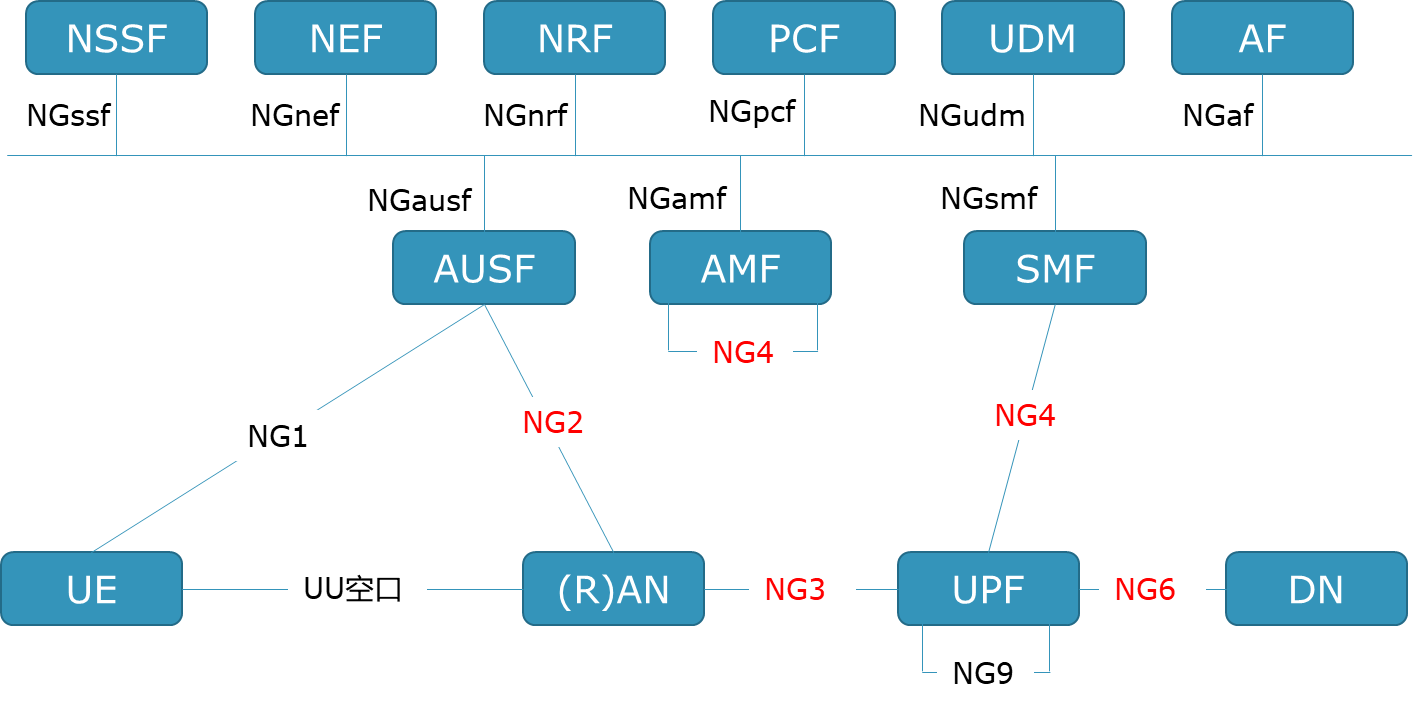 NSSF
NEF
NRF
PCF
UDM
AF
NGssf
NGnef
NGnrf
NGpcf
NGudm
NGaf
NGausf
NGamf
NGsmf
AUSF
AMF
SMF
NG4
NG1
NG2
NG4
UE
UU空口
(R)AN
NG3
UPF
NG6
DN
NG9